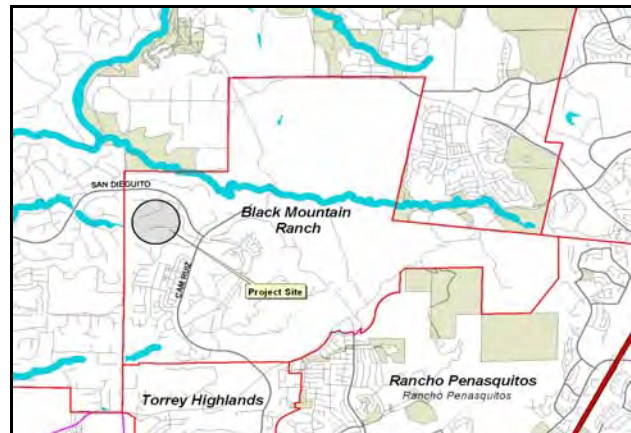 SAN DIEGUITO
Black Mountain
Ranch
CAM RUIZ
Project Site
Torrey Highlands
Rancho Penasquitos
Rancho Penasquitos